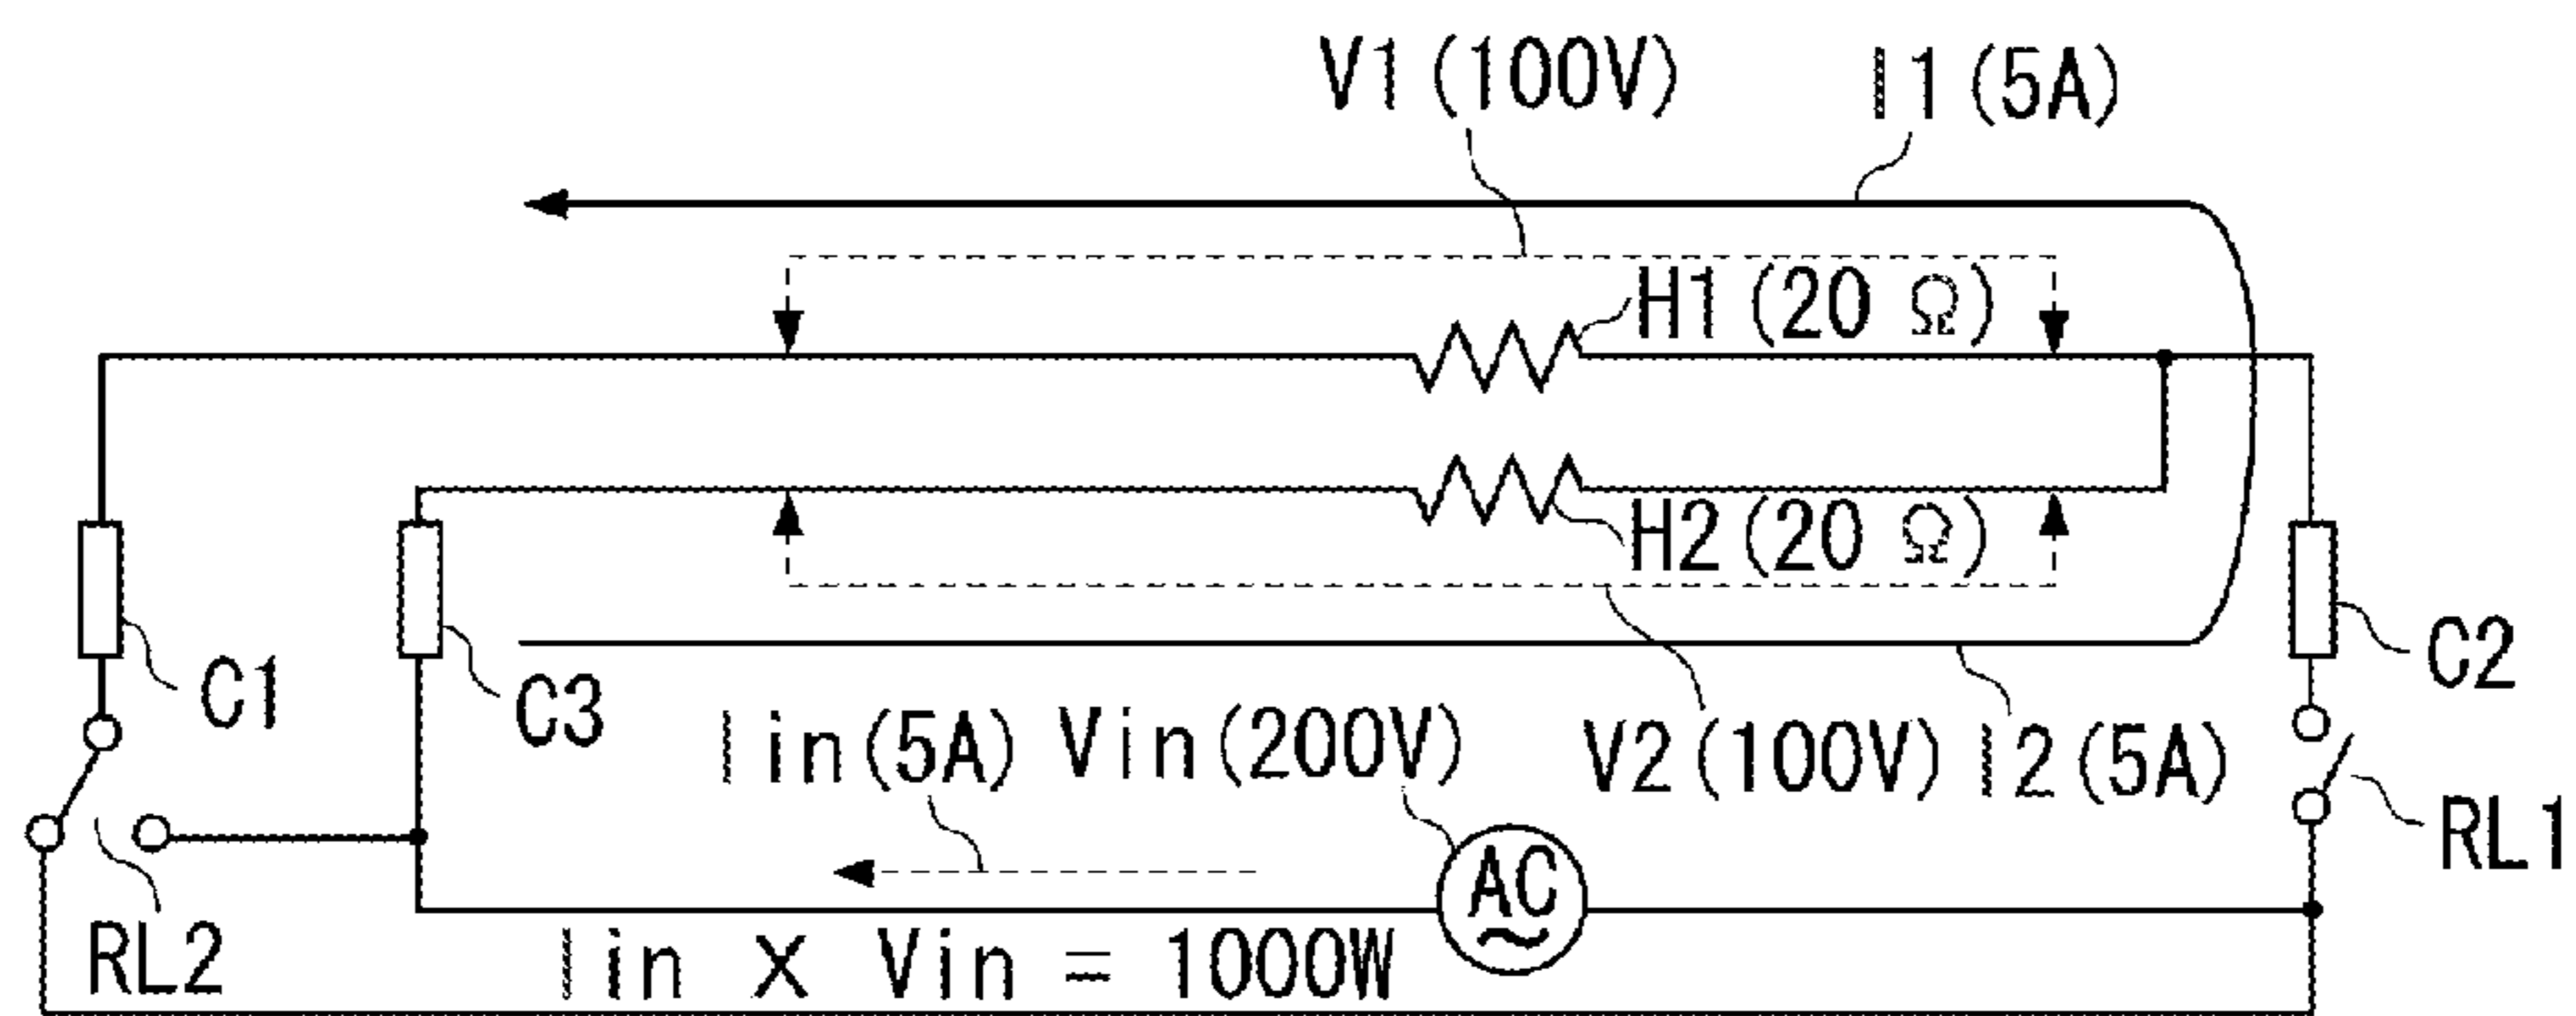 V1(100V) I1(5A)
H1(20 Ω)
H2(20 Ω)
C1 C3 C2
Iin(5A) Vin(200V) V2(100V) I2(5A)
RL1
AC
RL2 Iin X Vin = 1000W